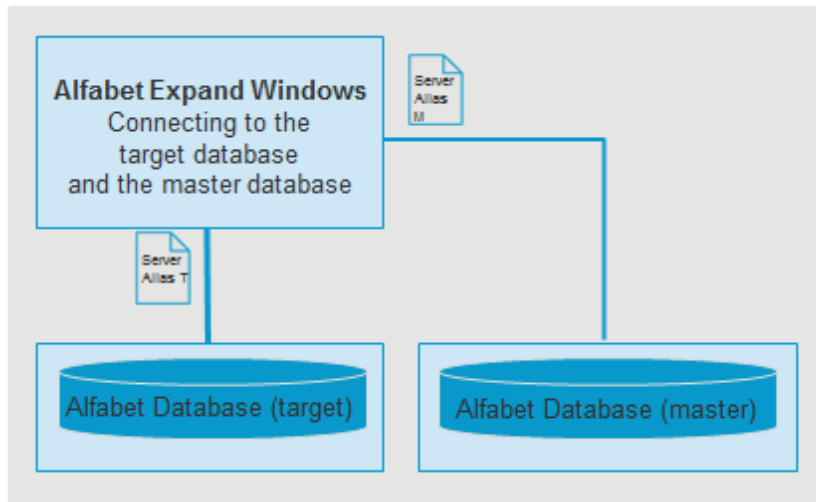 Alfabet Expand Windows
Connecting to the
target database
and the master database
Server
Alias
M
Server
Alias T
Alfabet Database (target)
Alfabet Database (master)